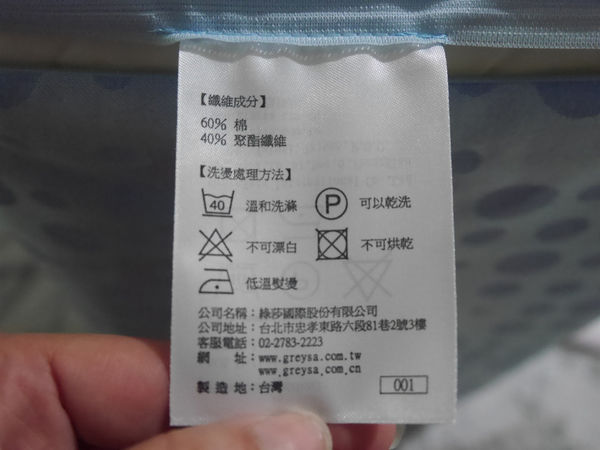 【纖維成分】
60% 棉
40% 聚酯纖維
【洗燙處理方法】
40 溫和洗滌 P 可以乾洗
不可漂白 不可烘乾
低溫熨燙
公司名稱：綠莎國際股份有限公司
公司地址：台北市忠孝東路六段81巷2號3樓
客服電話：02-2783-2223
網 址：www.greysa.com.tw
www.greysa.com.cn
製 造 地：台灣 001